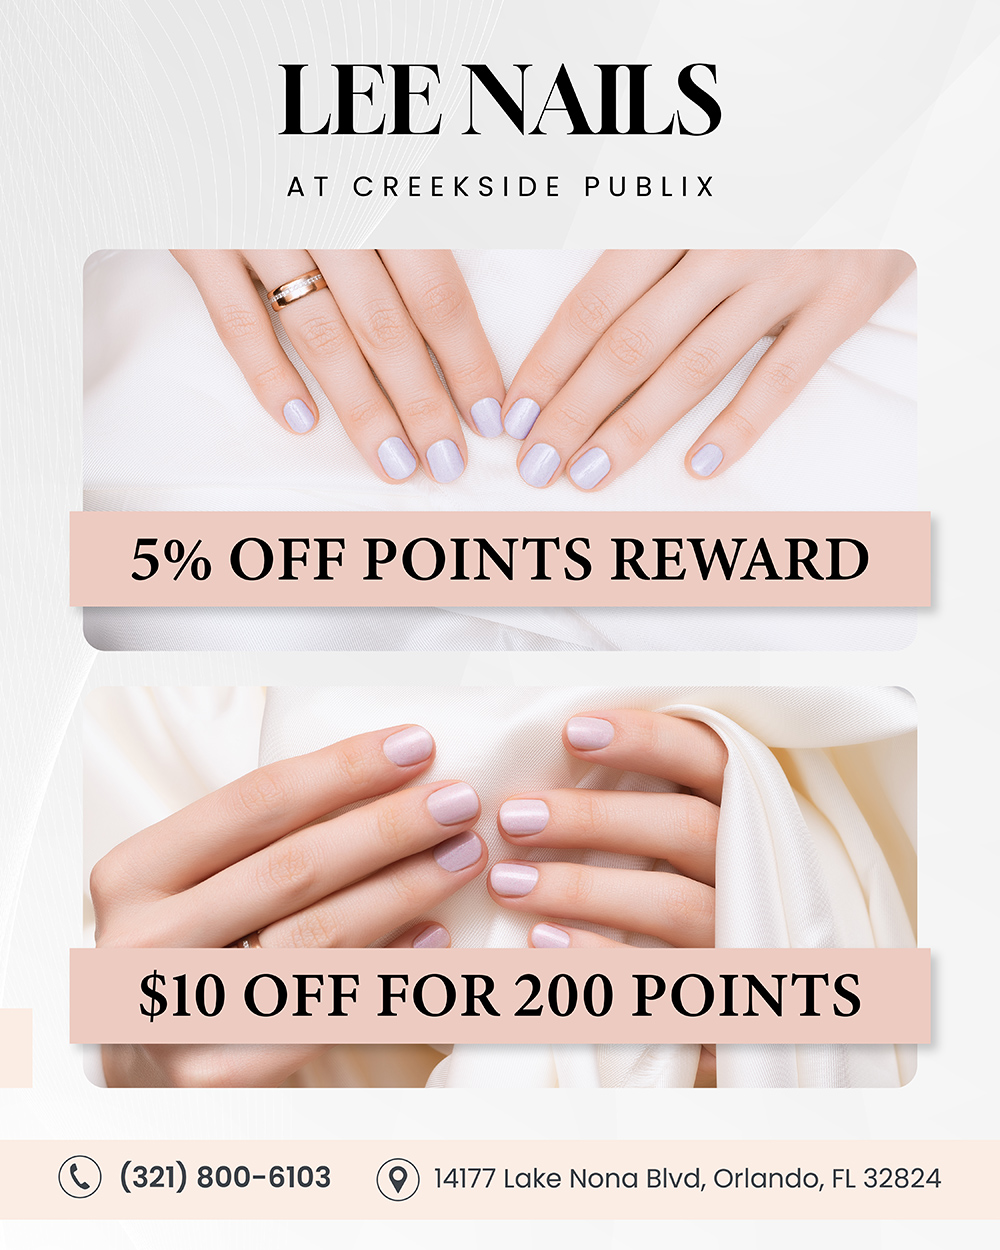 LEE NAILS
AT CREEKSIDE PUBLIX
5% OFF POINTS REWARD
$10 OFF FOR 200 POINTS
(321) 800-6103
14177 Lake Nona Blvd, Orlando, FL 32824